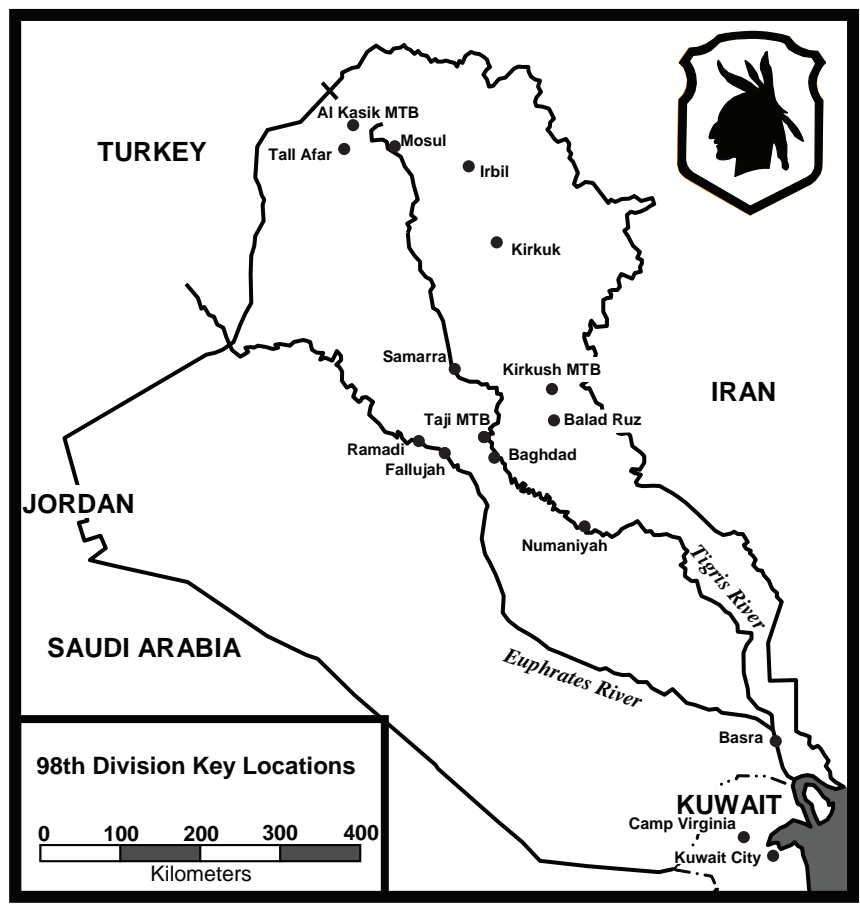 Al Kasik MTB
TURKEY
Mosul
Tall Afar
Irbil
Kirkuk
Samarra
Kirkush MTB
IRAN
Taji MTB
Balad Ruz
Ramadi
Baghdad
Fallujah
JORDAN
Numaniyah
Tigris River
SAUDI ARABIA
Euphrates River
Basra
98th Division Key Locations
KUWAIT
Camp Virginia
0 100 200 300 400
Kuwait City
Kilometers